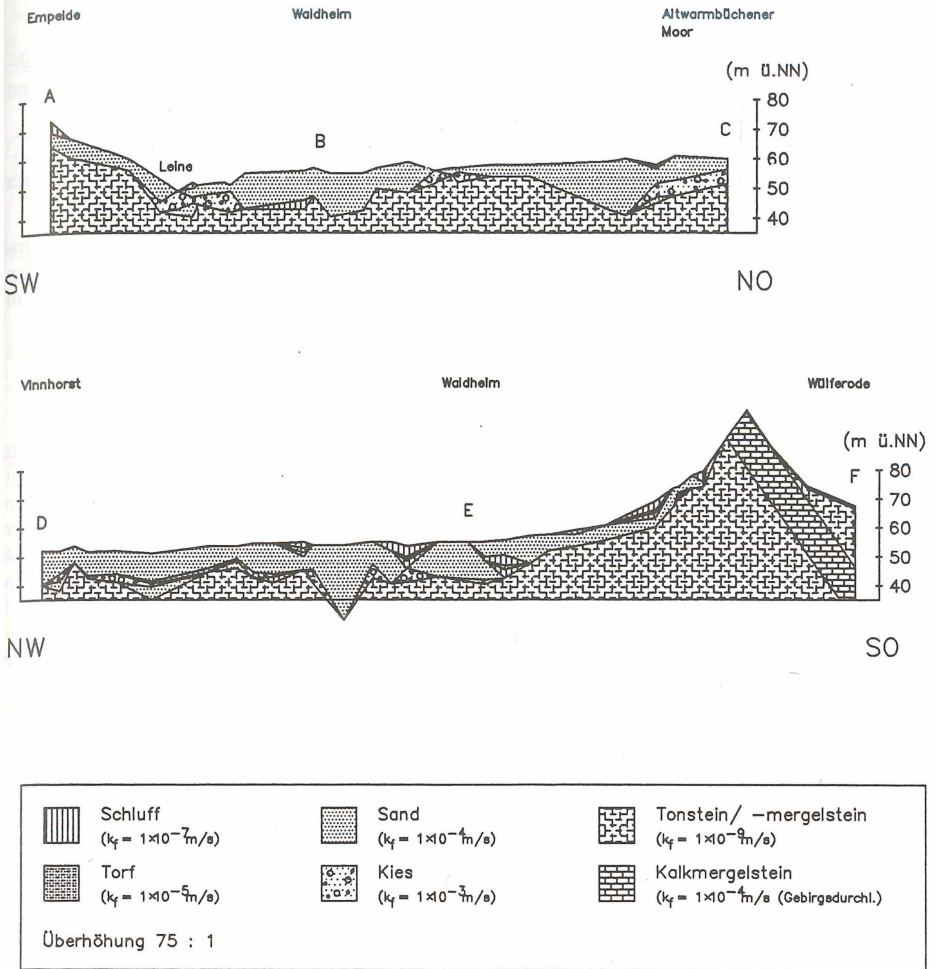 Empelde Waldheim Altwarmbüchener
Moor
(m ü.NN)
A 80
70
C
B 60
Leine
50
40
SW NO
Vinnhorst Waldheim Wülferode
(m ü.NN)
F 80
D E 70
60
50
40
NW SO
Schluff Sand Tonstein/ -mergelstein
(kf = 1×10⁻⁷m/s) (kf = 1×10⁻⁴m/s) (kf = 1×10⁻⁹m/s)
Torf Kies Kalkmergelstein
(kf = 1×10⁻⁵m/s) (kf = 1×10⁻³m/s) (kf = 1×10⁻⁴m/s (Gebirgsdurchl.)
Überhöhung 75 : 1